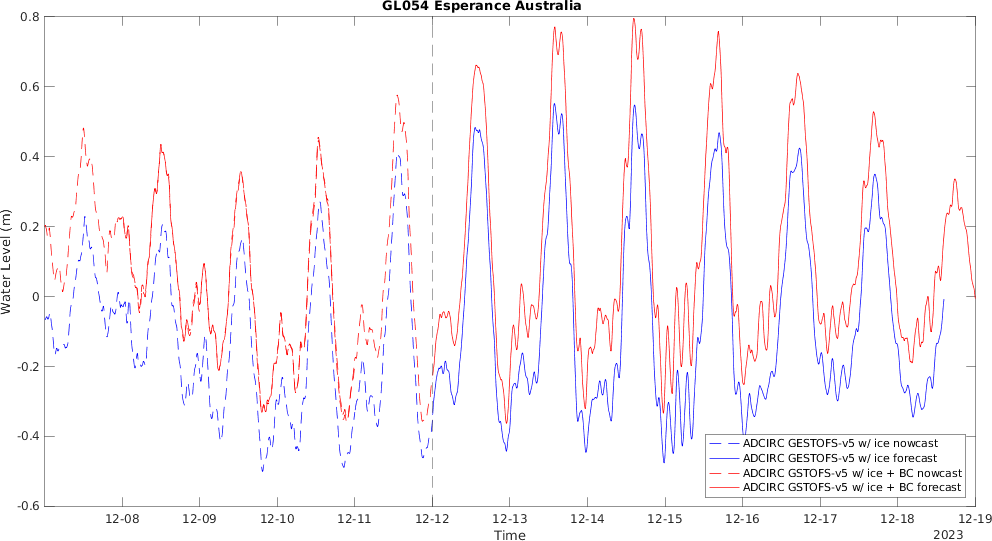 GL054 Esperance Australia
Water Level (m)
0.8
0.6
0.4
0.2
0
-0.2
-0.4
-0.6
ADCIRC GESTOFS-v5 w/ ice nowcast
ADCIRC GESTOFS-v5 w/ ice forecast
ADCIRC GSTOFS-v5 w/ ice + BC nowcast
ADCIRC GSTOFS-v5 w/ ice + BC forecast
12-08 12-09 12-10 12-11 12-12 12-13 12-14 12-15 12-16 12-17 12-18 12-19
Time
2023